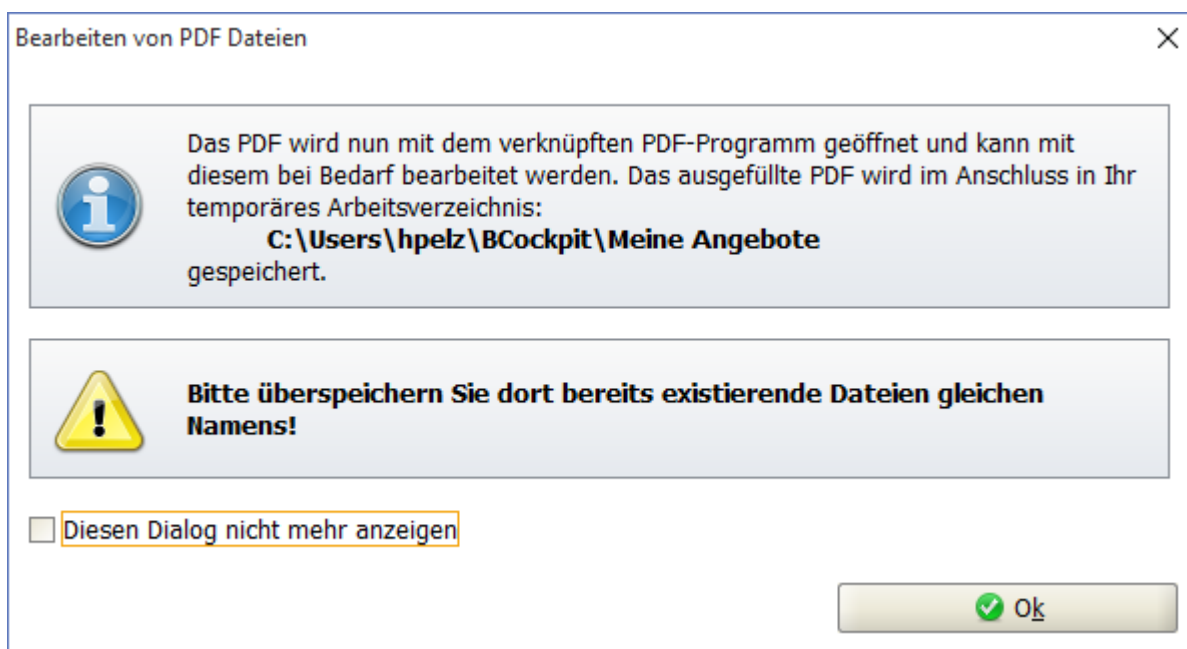 Bearbeiten von PDF Dateien
Das PDF wird nun mit dem verknüpften PDF-Programm geöffnet und kann mit
diesem bei Bedarf bearbeitet werden. Das ausgefüllte PDF wird im Anschluss in Ihr
temporäres Arbeitsverzeichnis:
C:\Users\hpelz\BCockpit\Meine Angebote
gespeichert.
Bitte überspeichern Sie dort bereits existierende Dateien gleichen
Namens!
Diesen Dialog nicht mehr anzeigen
Ok